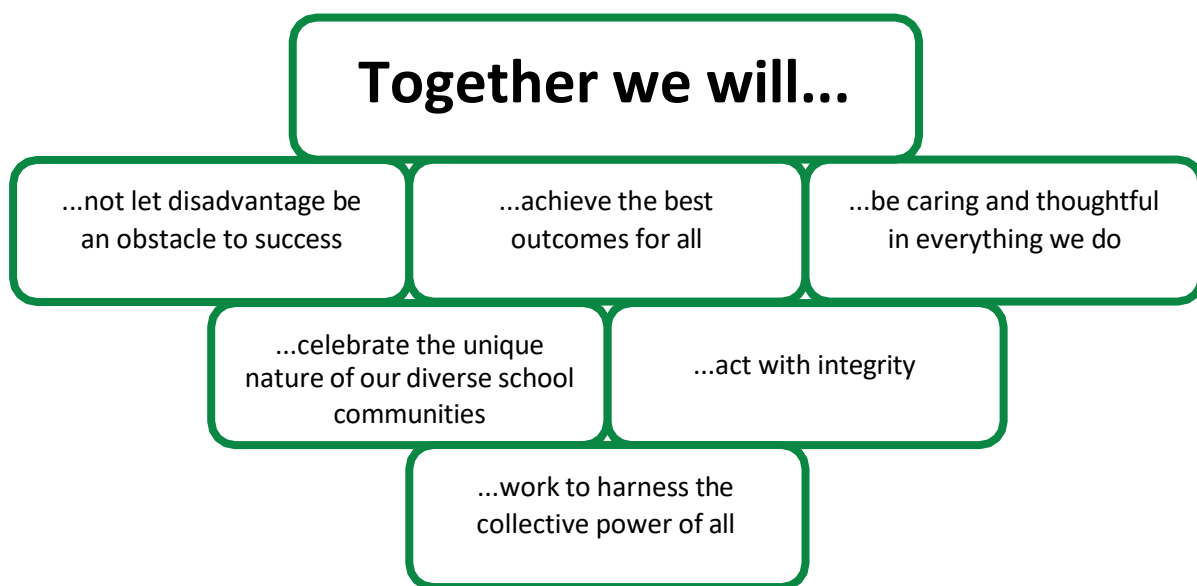 Together we will...
...not let disadvantage be
an obstacle to success
...achieve the best
outcomes for all
...be caring and thoughtful
in everything we do
...celebrate the unique
nature of our diverse school
communities
...act with integrity
...work to harness the
collective power of all